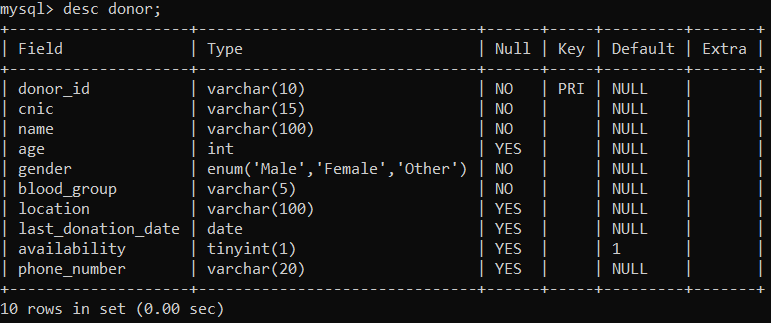 mysql> desc donor;
+--------------------+-------------------------------+------+-----+---------+-------+
| Field              | Type                          | Null | Key | Default | Extra |
+--------------------+-------------------------------+------+-----+---------+-------+
| donor_id           | varchar(10)                   | NO   | PRI | NULL    |       |
| cnic               | varchar(15)                   | NO   |     | NULL    |       |
| name               | varchar(100)                  | NO   |     | NULL    |       |
| age                | int                           | YES  |     | NULL    |       |
| gender             | enum('Male','Female','Other') | NO   |     | NULL    |       |
| blood_group        | varchar(5)                    | NO   |     | NULL    |       |
| location           | varchar(100)                  | YES  |     | NULL    |       |
| last_donation_date | date                          | YES  |     | NULL    |       |
| availability       | tinyint(1)                    | YES  |     | 1       |       |
| phone_number       | varchar(20)                   | YES  |     | NULL    |       |
+--------------------+-------------------------------+------+-----+---------+-------+
10 rows in set (0.00 sec)